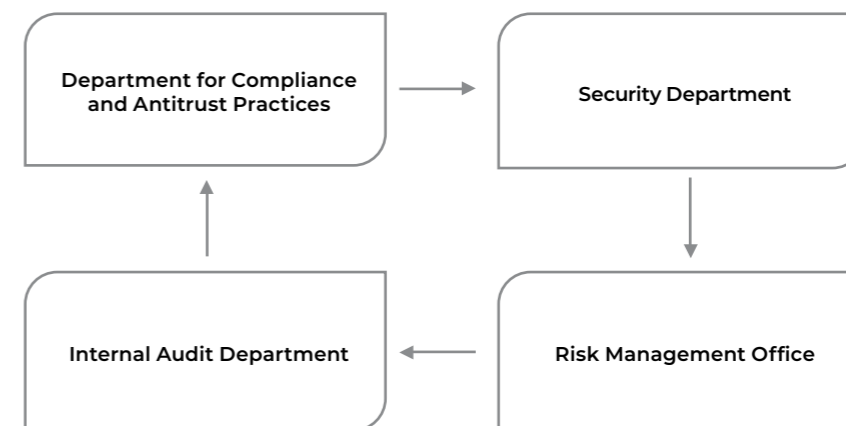 Department for Compliance
and Antitrust Practices
Security Department
Internal Audit Department
Risk Management Office